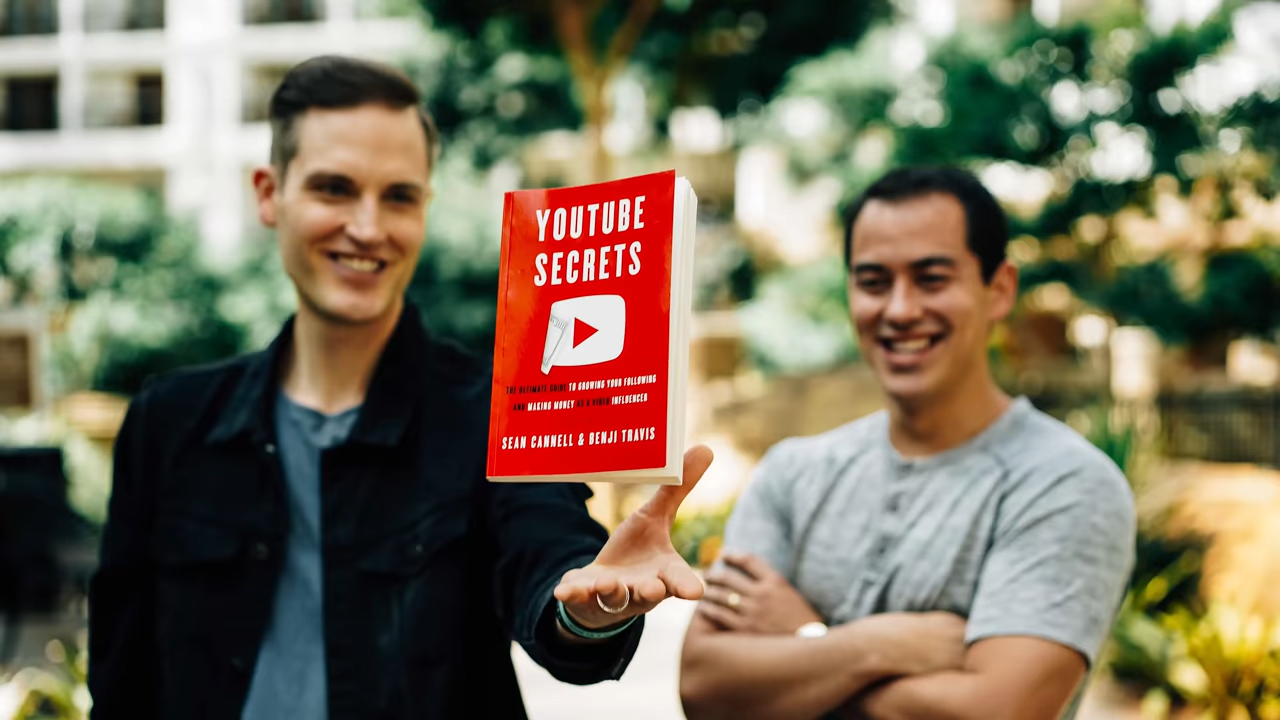 YOUTUBE
SECRETS
THE ULTIMATE GUIDE TO GROWING YOUR FOLLOWING
AND MAKING MONEY AS A VIDEO INFLUENCER
SEAN CANNELL & BENJI TRAVIS